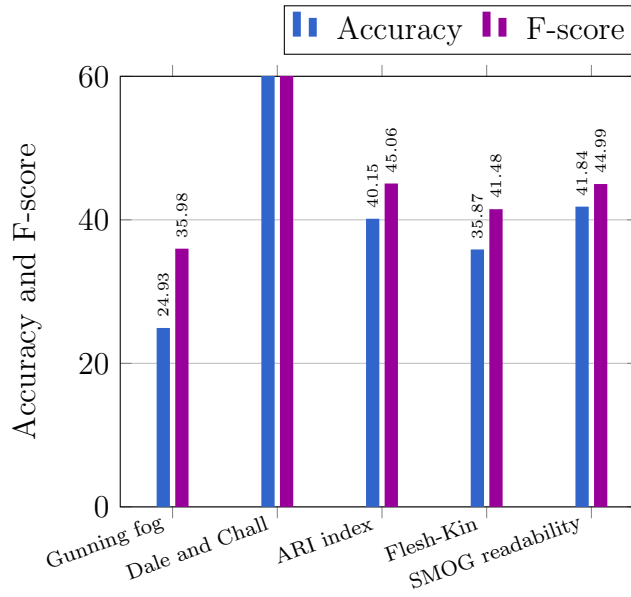 Accuracy F-score
Accuracy and F-score
60
40
20
0
24.93 35.98
40.15 45.06
35.87 41.48
41.84 44.99
Gunning fog
Dale and Chall
ARI index
Flesh-Kin
SMOG readability